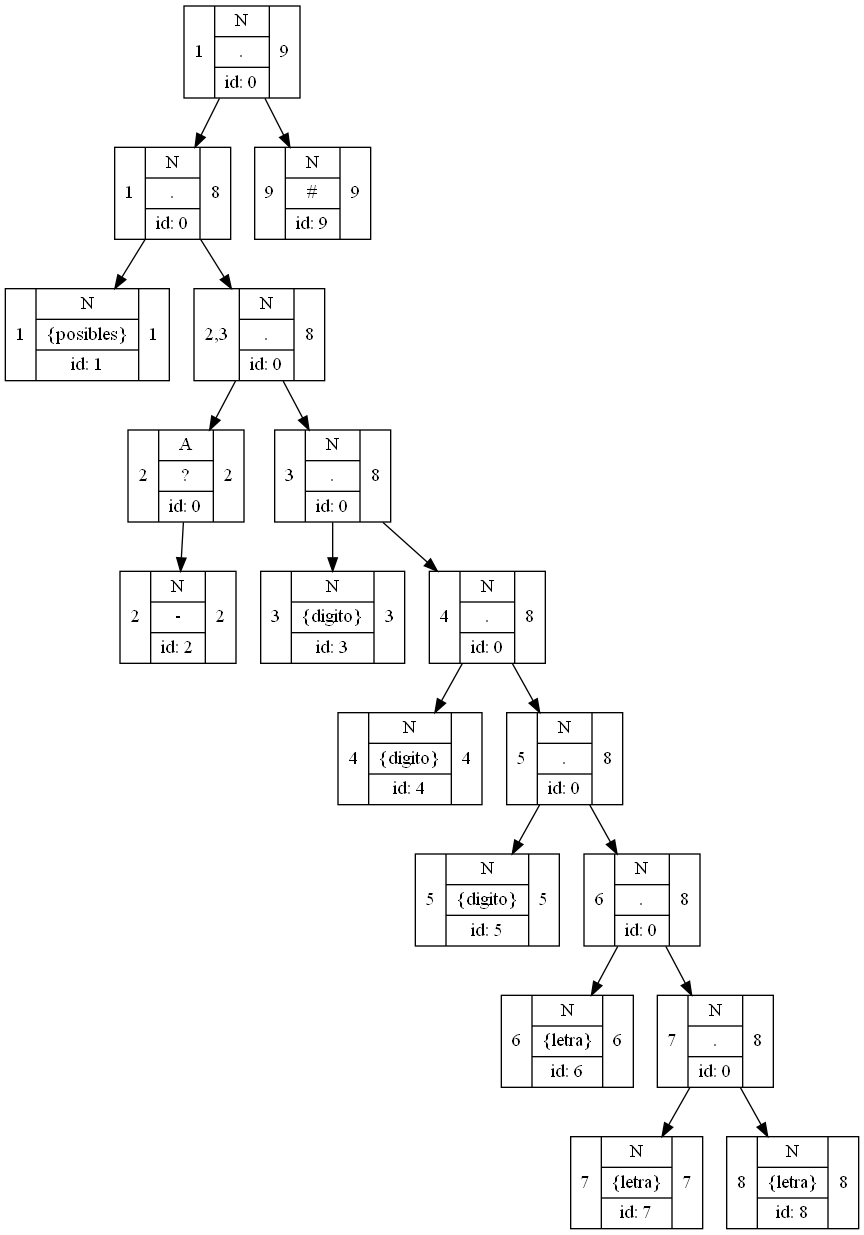 N
1 . 9
id: 0
N
1 . 8
id: 0
N
9 # 9
id: 9
N
1 {posibles} 1
id: 1
N
2,3 . 8
id: 0
A
2 ? 2
id: 0
N
3 . 8
id: 0
N
2 - 2
id: 2
N
3 {digito} 3
id: 3
N
4 . 8
id: 0
N
4 {digito} 4
id: 4
N
5 . 8
id: 0
N
5 {digito} 5
id: 5
N
6 . 8
id: 0
N
6 {letra} 6
id: 6
N
7 . 8
id: 0
N
7 {letra} 7
id: 7
N
8 {letra} 8
id: 8